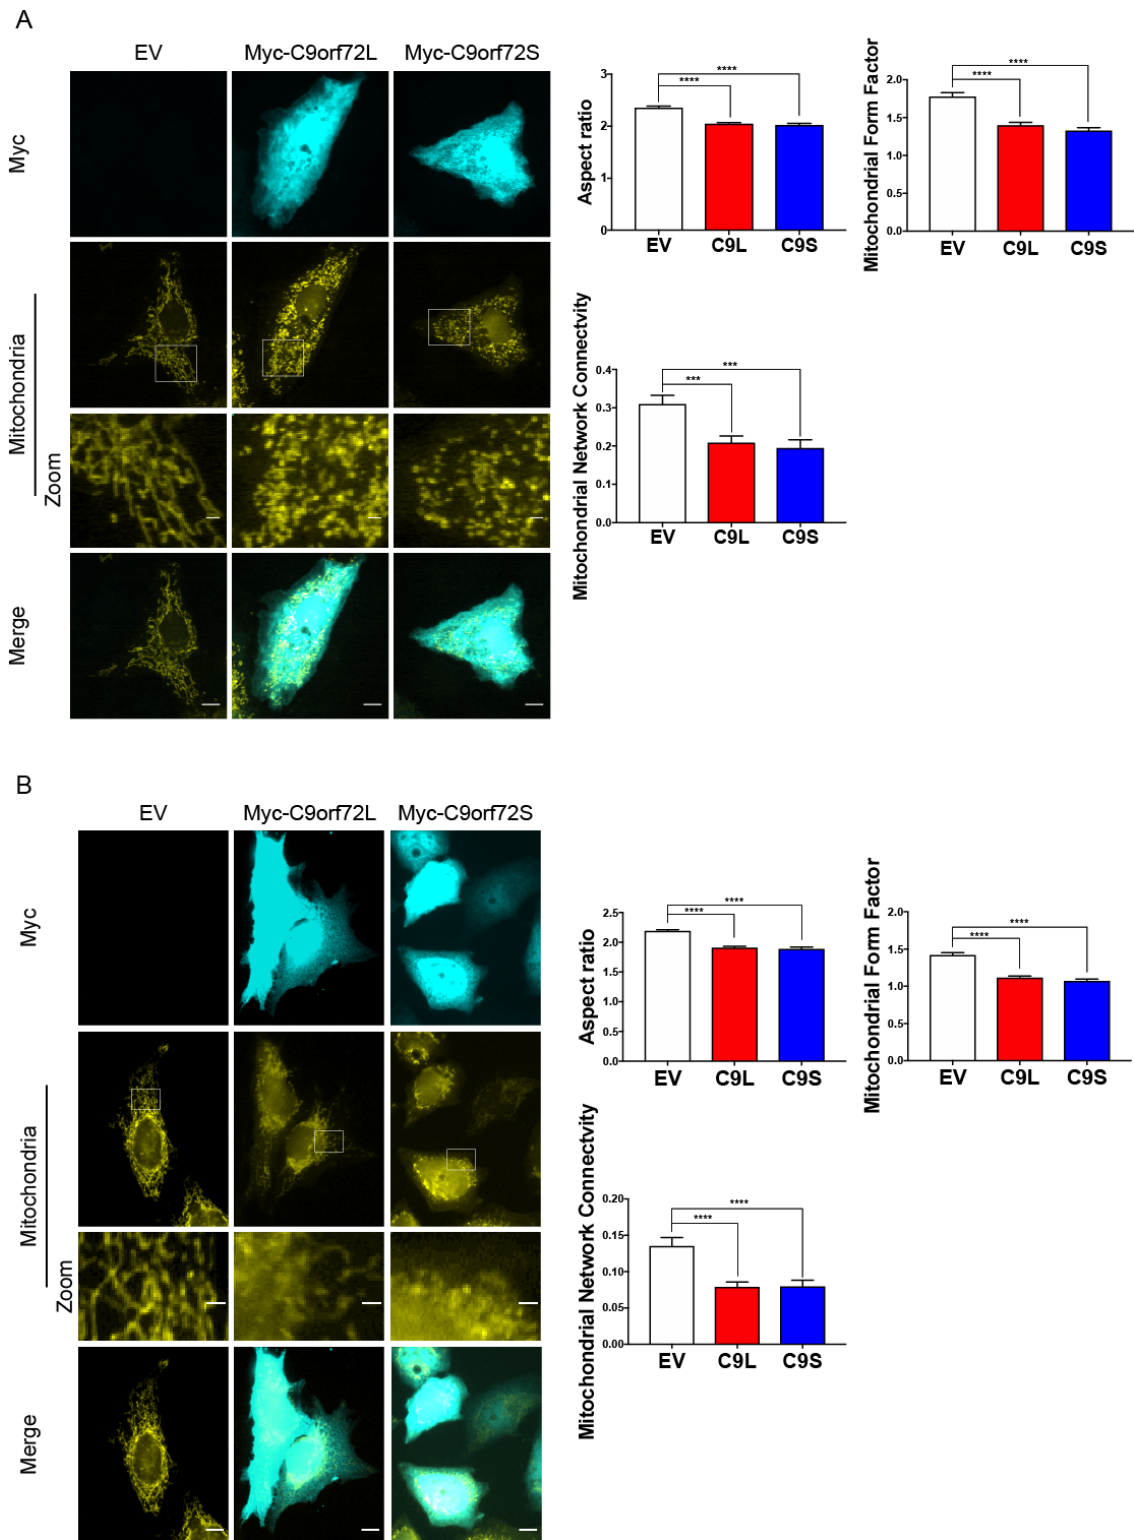 A
EV Myc-C9orf72L Myc-C9orf72S
Myc
Mitochondria
Zoom
Merge
Aspect ratio
3
2
1
0
**** ****
EV C9L C9S
Mitochondrial Form Factor
2.0
1.5
1.0
0.5
0.0
**** ****
EV C9L C9S
Mitochondrial Network Connectvity
0.4
0.3
0.2
0.1
0.0
*** ***
EV C9L C9S
B
EV Myc-C9orf72L Myc-C9orf72S
Myc
Mitochondria
Zoom
Merge
Aspect ratio
2.5
2.0
1.5
1.0
0.5
0.0
**** ****
EV C9L C9S
Mitochondrial Form Factor
2.0
1.5
1.0
0.5
0.0
**** ****
EV C9L C9S
Mitochondrial Network Connectvity
0.20
0.15
0.10
0.05
0.00
**** ****
EV C9L C9S